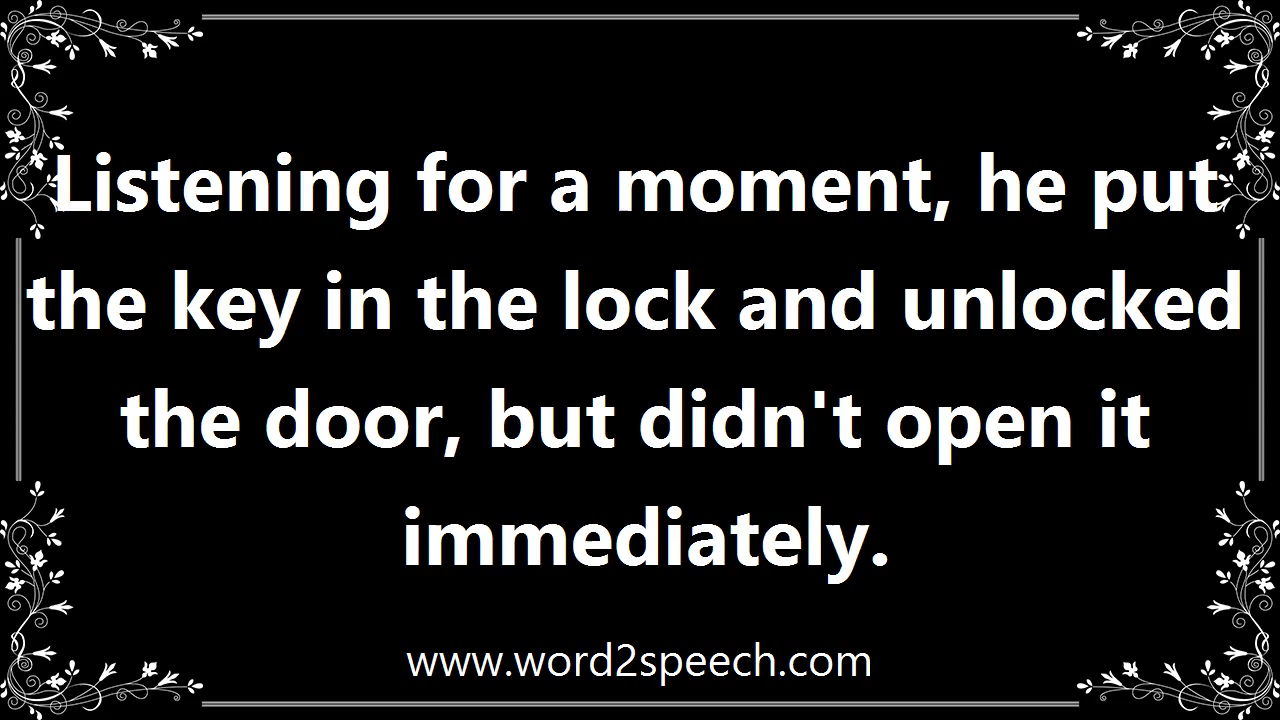 Listening for a moment, he put
the key in the lock and unlocked
the door, but didn't open it
immediately.
www.word2speech.com